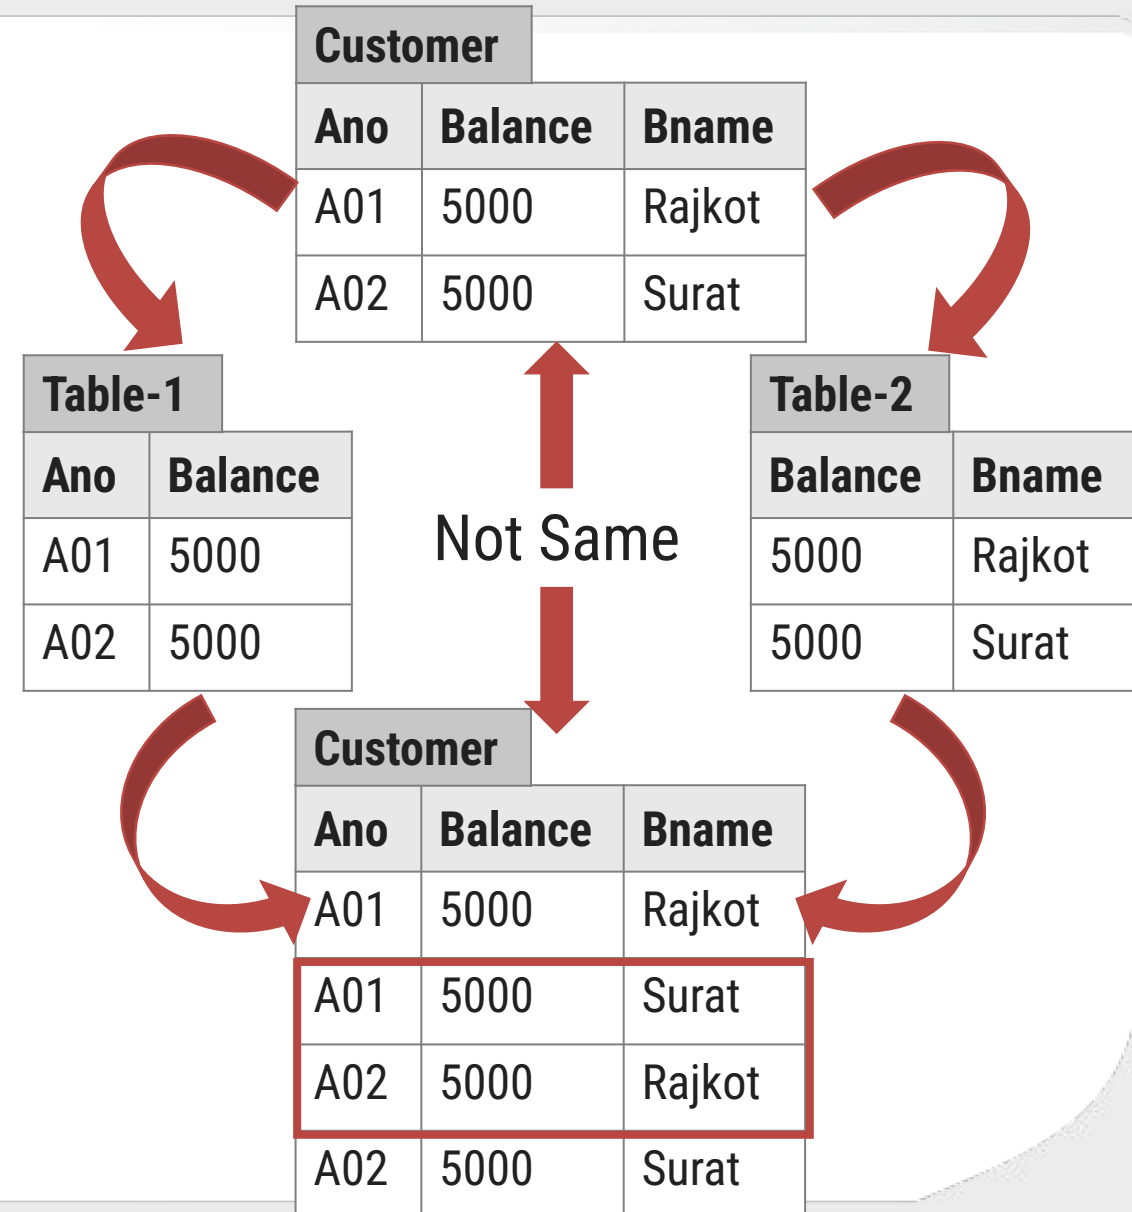 Customer
Ano Balance Bname
A01 5000 Rajkot
A02 5000 Surat
Table-1
Ano Balance
A01 5000
A02 5000
Not Same
Table-2
Balance Bname
5000 Rajkot
5000 Surat
Customer
Ano Balance Bname
A01 5000 Rajkot
A01 5000 Surat
A02 5000 Rajkot
A02 5000 Surat